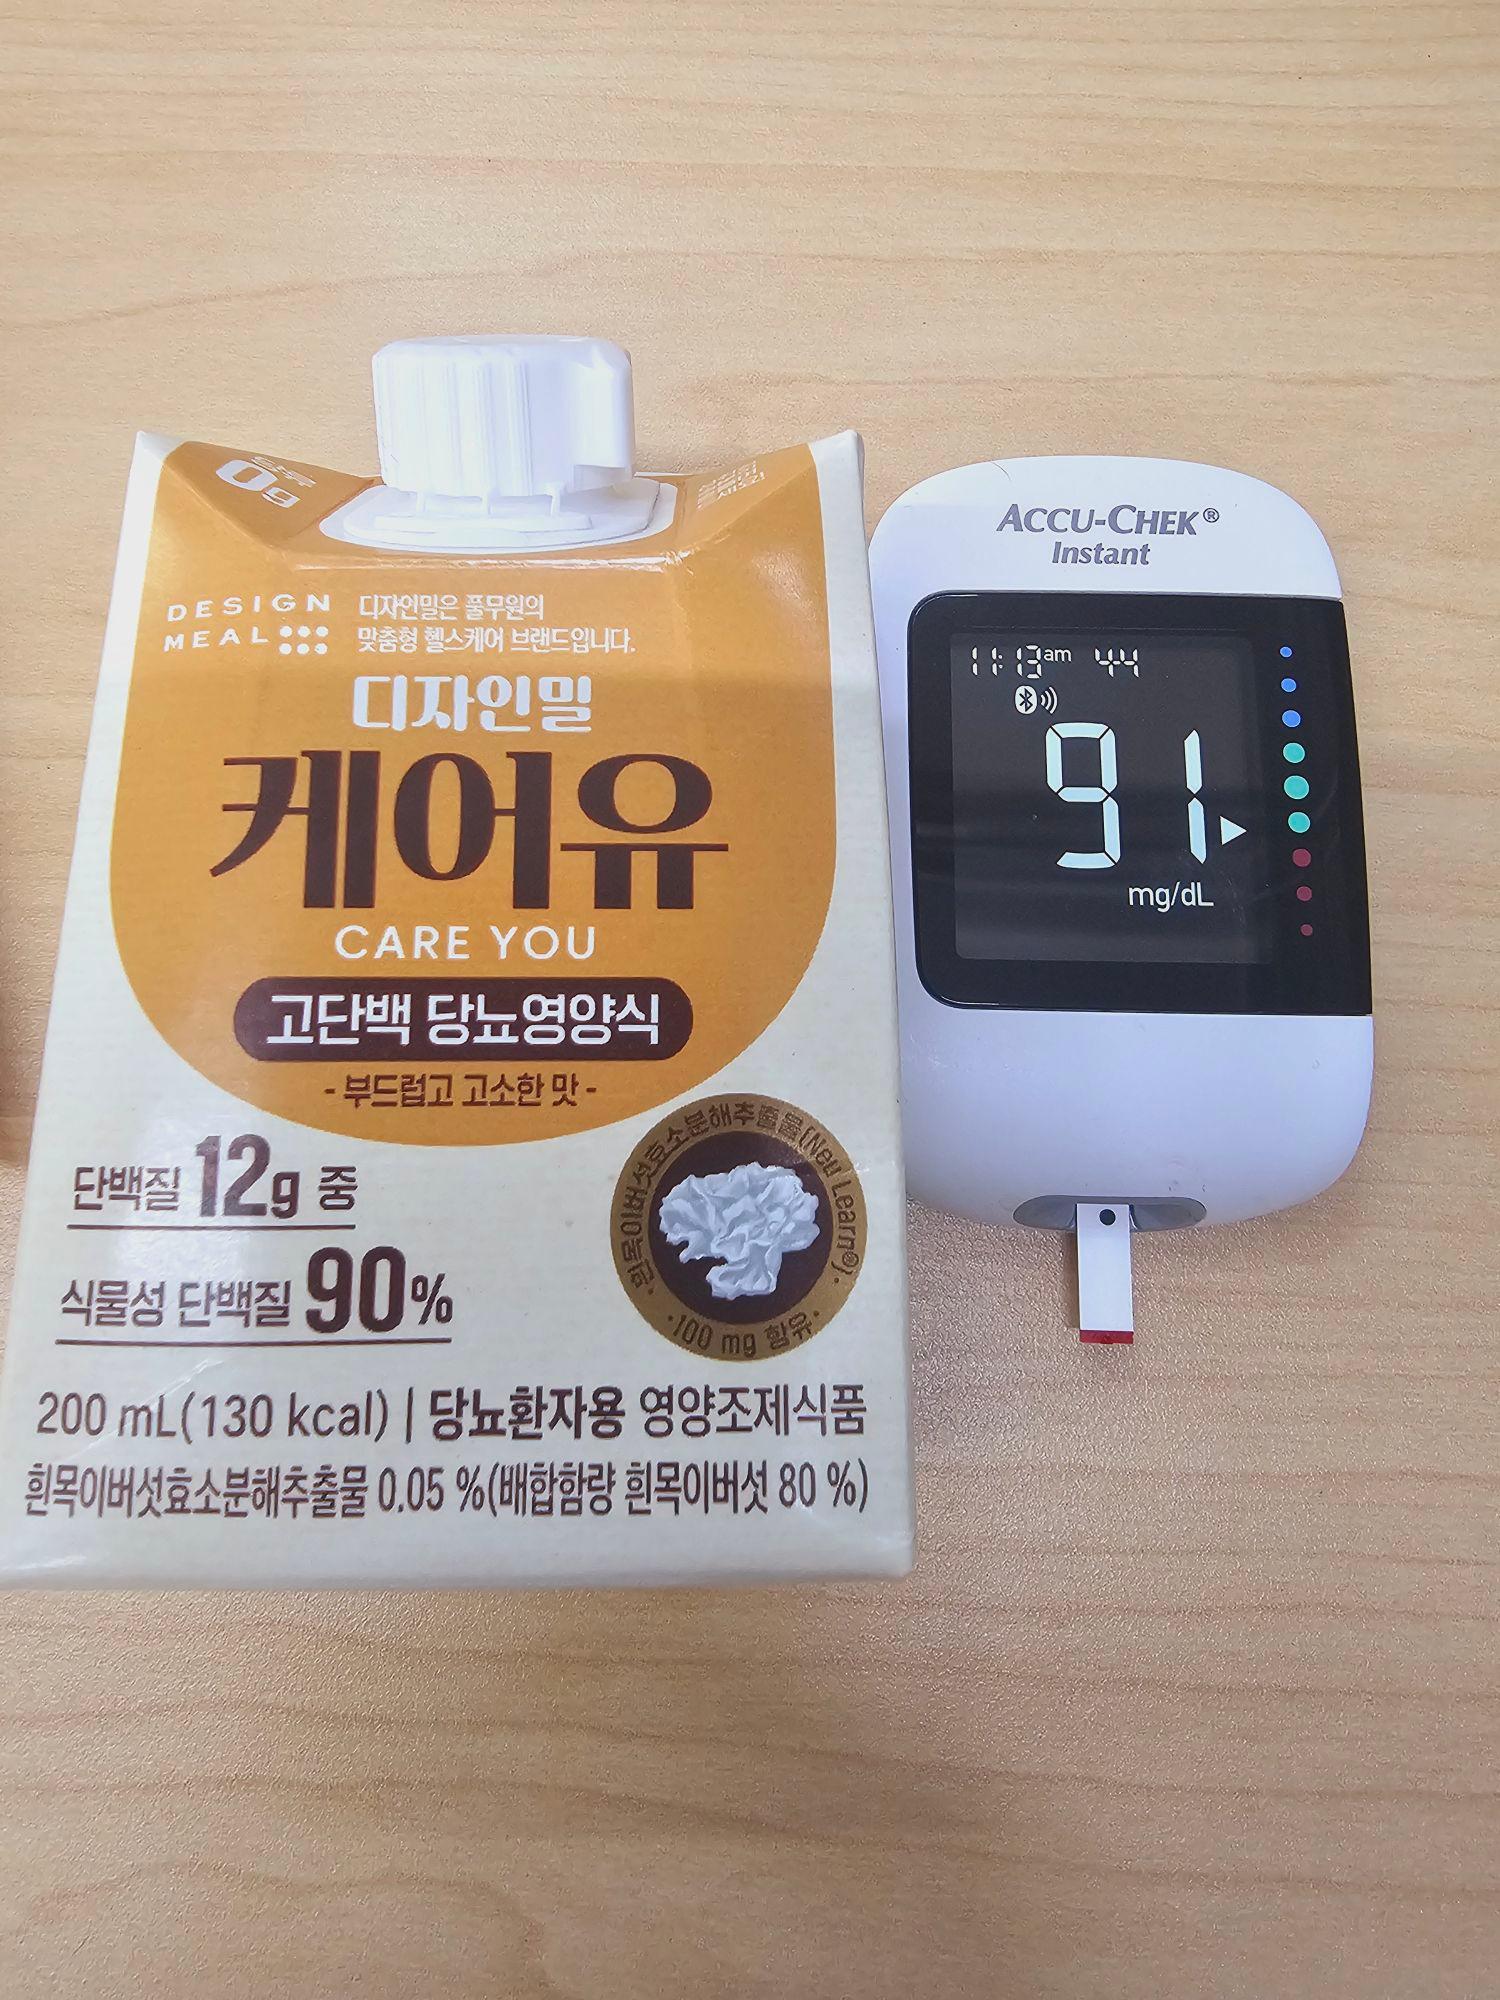 0g
DESIGN
MEAL
디자인밀은 풀무원의
맞춤형 헬스케어 브랜드입니다.
디자인밀
케어유
CARE YOU
고단백 당뇨영양식
- 부드럽고 고소한 맛 -
단백질 12g 중
식물성 단백질 90%
·흰목이버섯효소분해추출물(Neu Learn®)·
·100 mg 함유·
200 mL(130 kcal) | 당뇨환자용 영양조제식품
흰목이버섯효소분해추출물 0.05 %(배합함량 흰목이버섯 80 %)
ACCU-CHEK®
Instant
11:13am 4-4
91
mg/dL